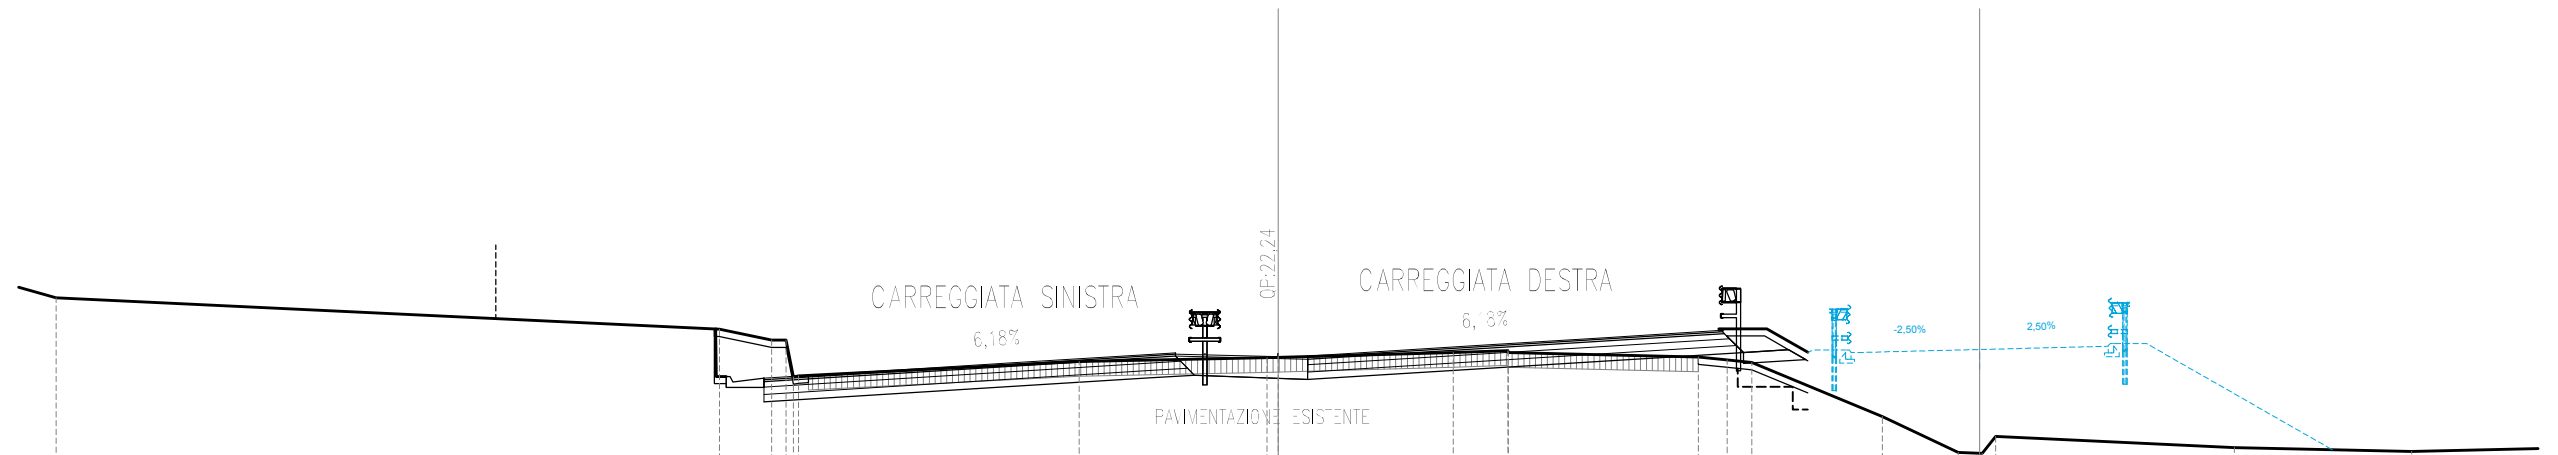 QP:22,24
CARREGGIATA SINISTRA
6,18%
CARREGGIATA DESTRA
6,18%
-2,50%
2,50%
PAVIMENTAZIONE ESISTENTE